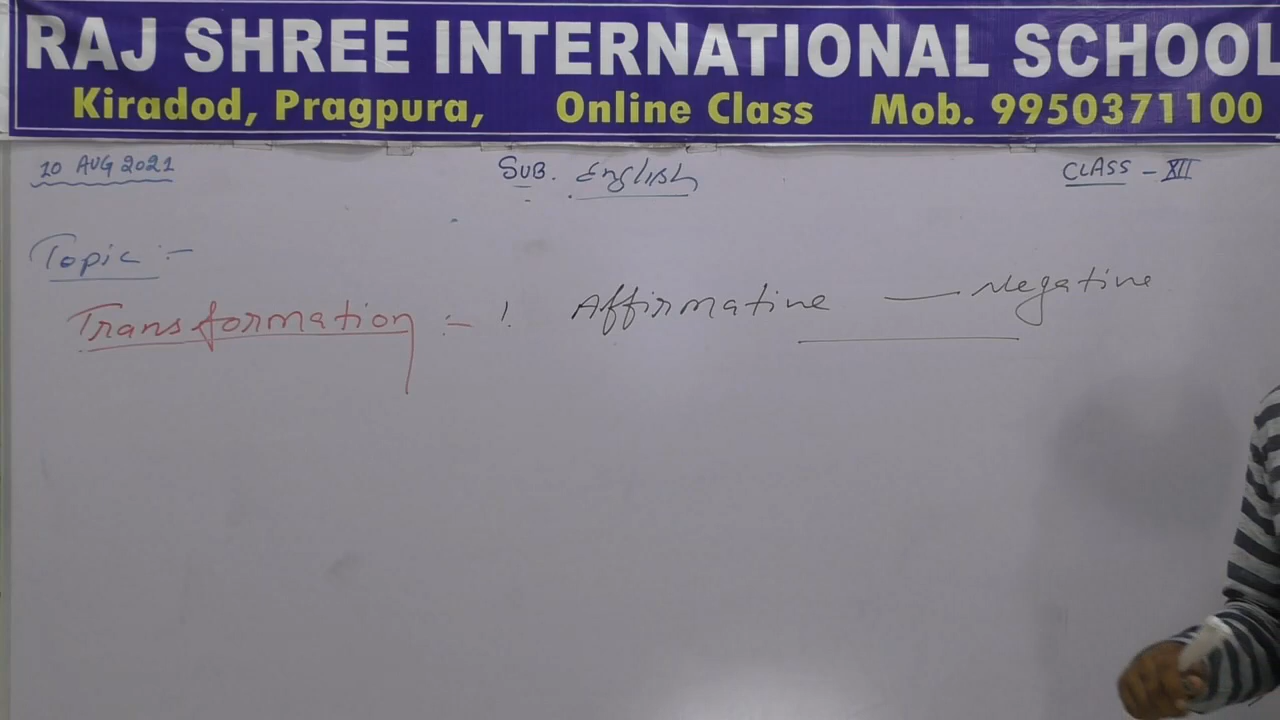 RAJ SHREE INTERNATIONAL SCHOOL
Kiradod, Pragpura, Online Class Mob. 9950371100
10 AUG 2021 SUB. English CLASS - XII
Topic :-
Transformation :- 1. Affirmative — Negative